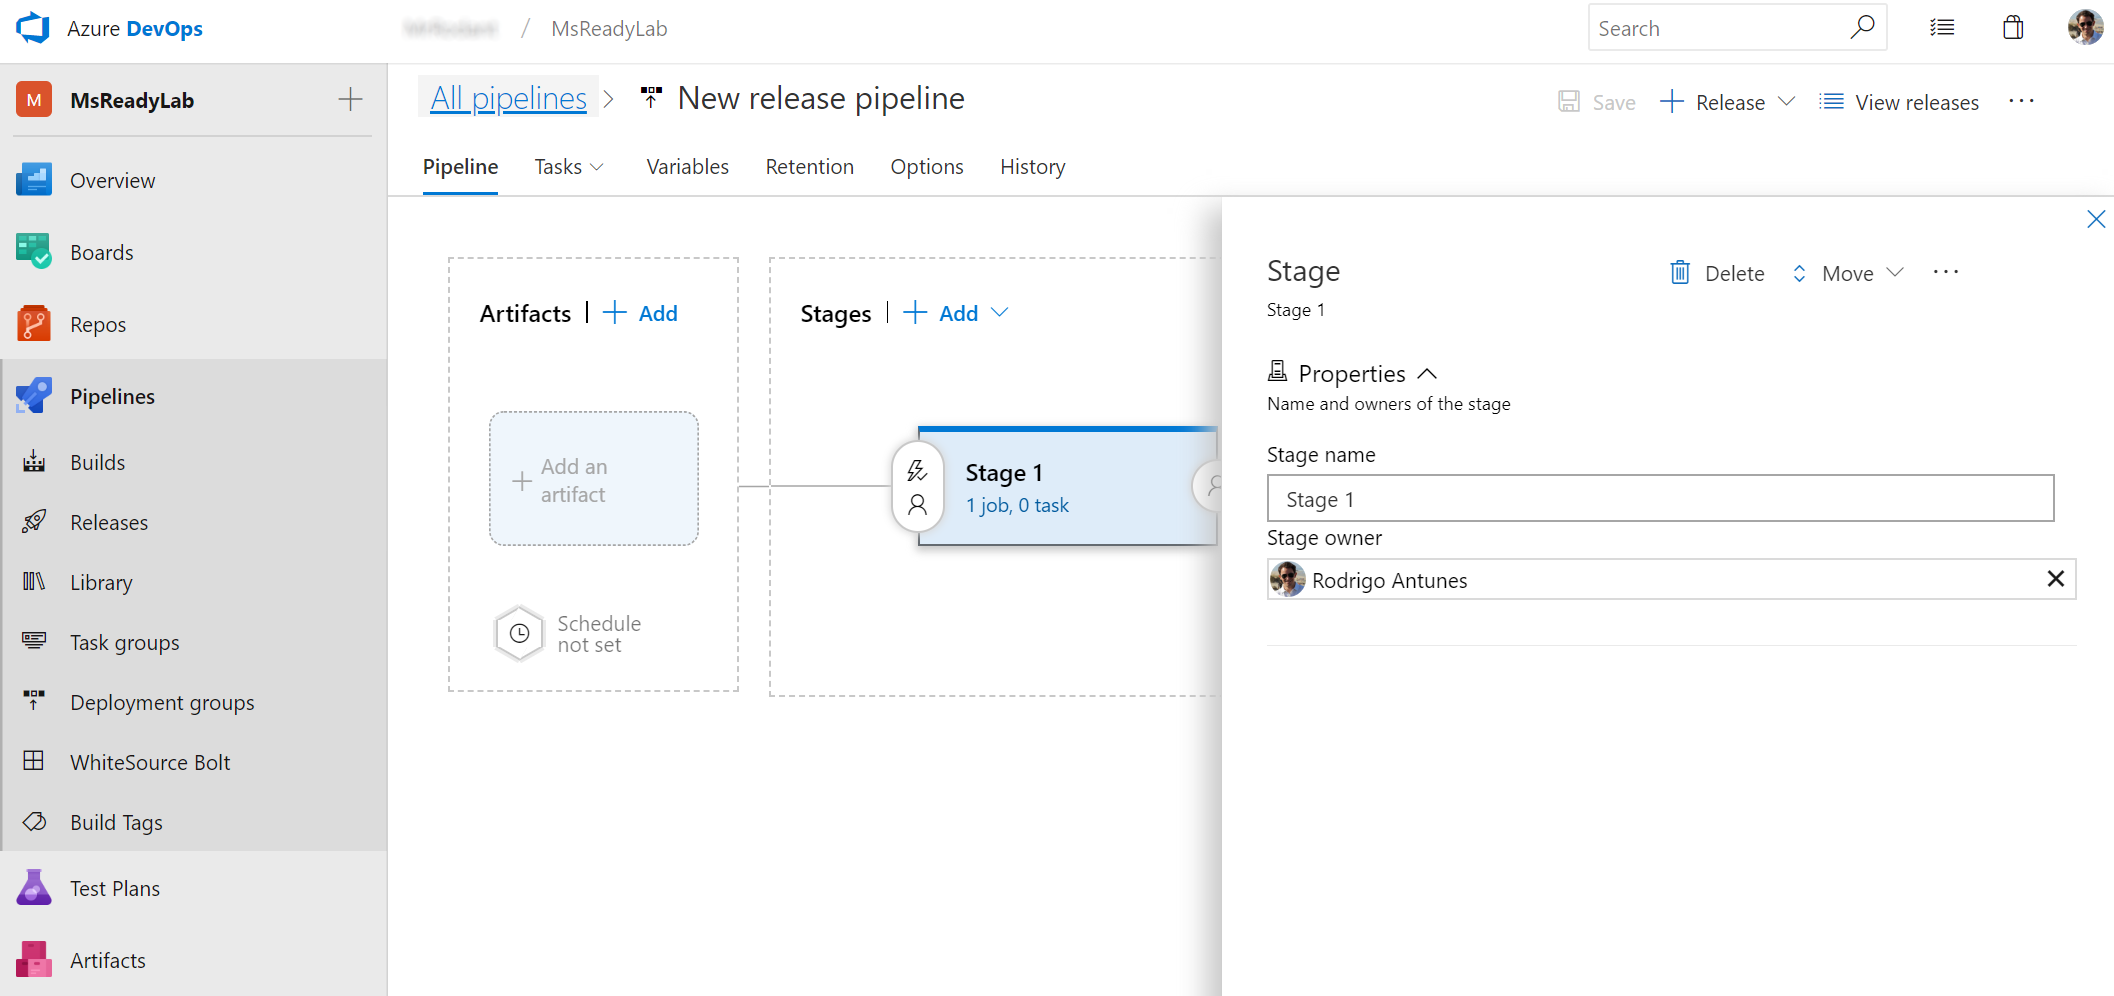 Azure DevOps
/ MsReadyLab
Search
M MsReadyLab
Overview
Boards
Repos
Pipelines
Builds
Releases
Library
Task groups
Deployment groups
WhiteSource Bolt
Build Tags
Test Plans
Artifacts
All pipelines > New release pipeline
Save
Release
View releases
...
Pipeline
Tasks
Variables
Retention
Options
History
Artifacts | + Add
Add an
artifact
Schedule
not set
Stages | + Add
Stage 1
1 job, 0 task
Stage
Stage 1
Delete
Move
...
Properties
Name and owners of the stage
Stage name
Stage 1
Stage owner
Rodrigo Antunes